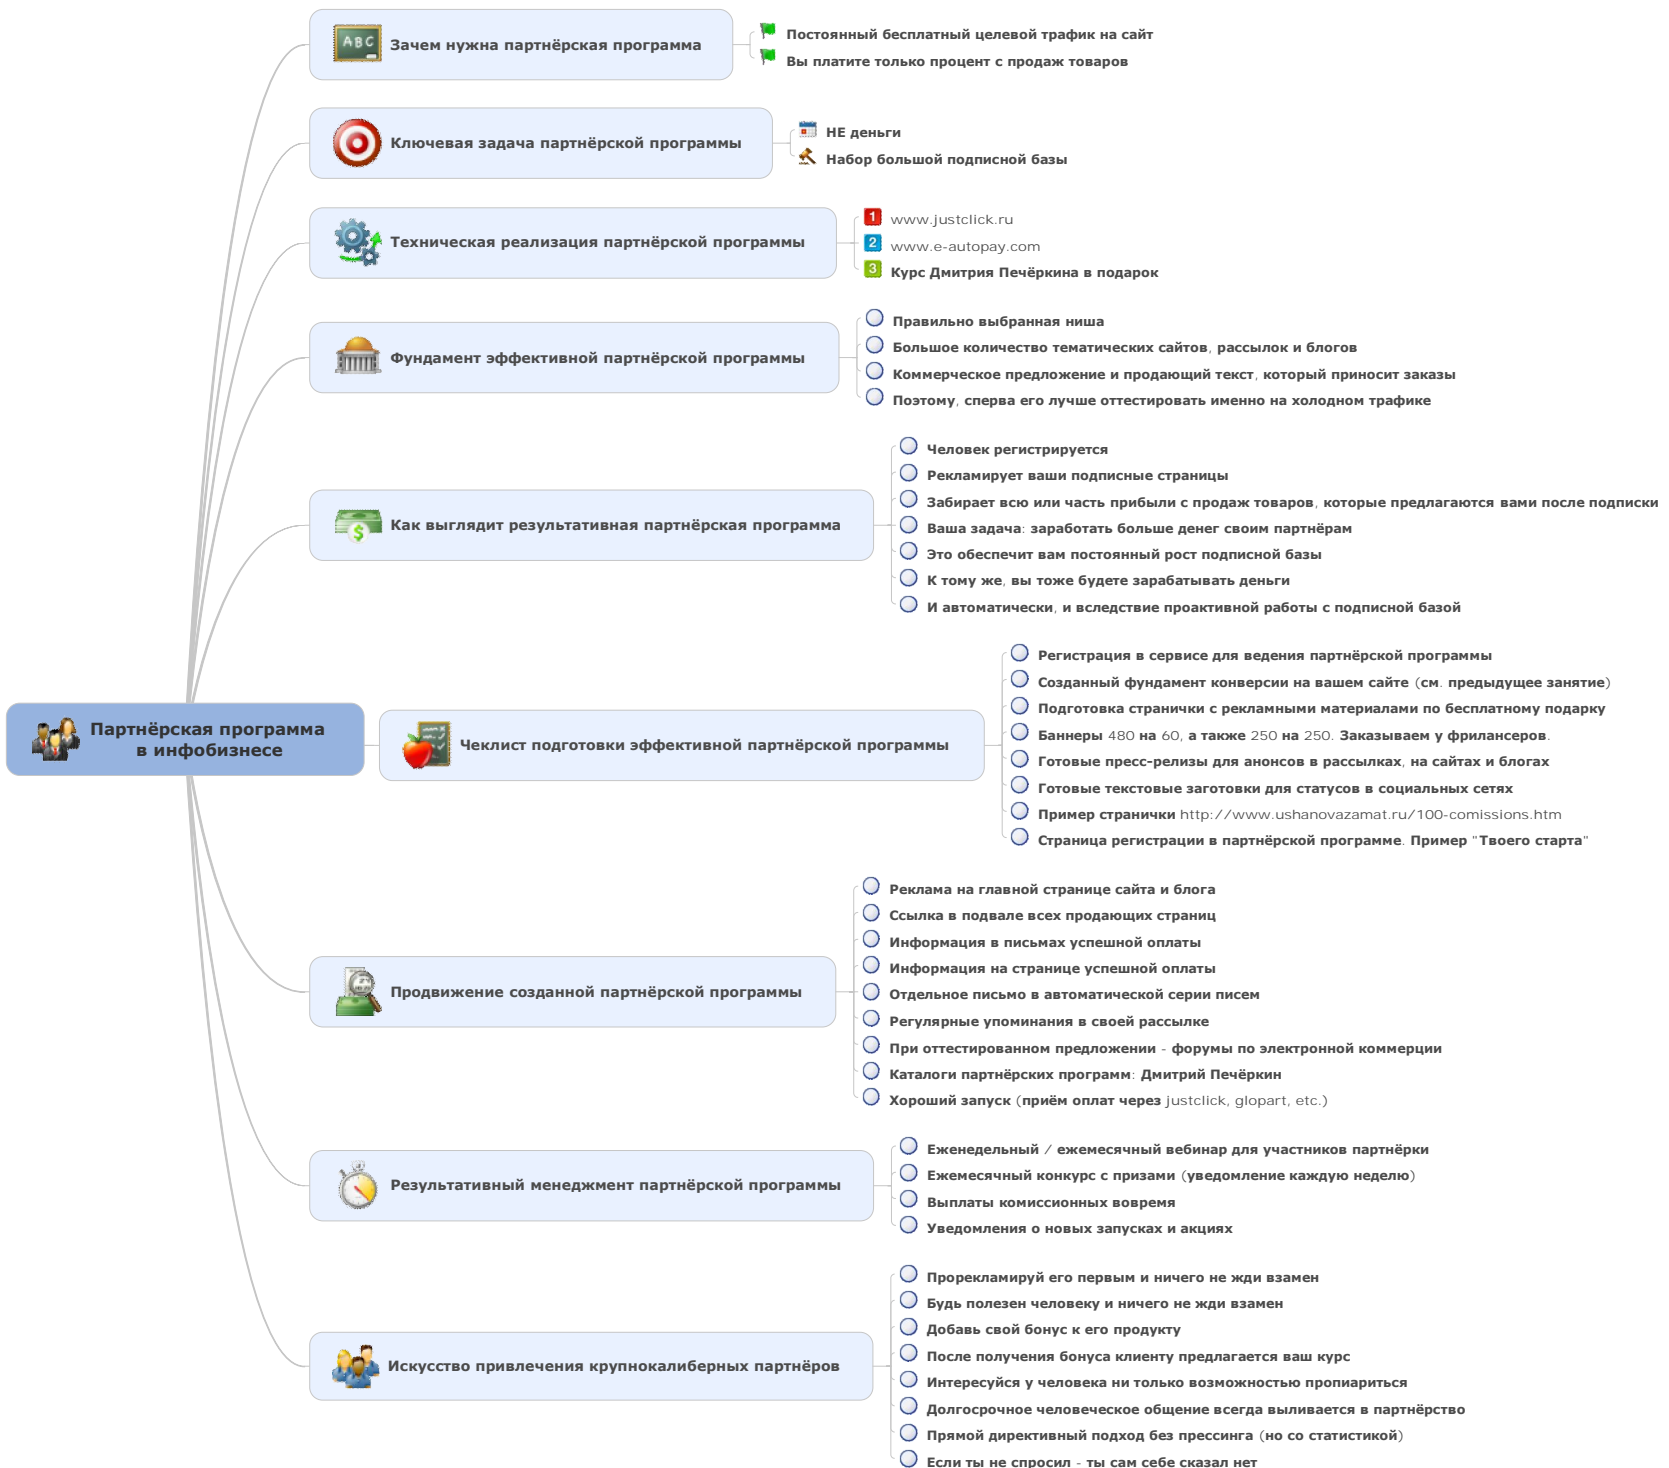 ABC
Зачем нужна партнёрская программа
Постоянный бесплатный целевой трафик на сайт
Вы платите только процент с продаж товаров
Ключевая задача партнёрской программы
НЕ деньги
Набор большой подписной базы
Техническая реализация партнёрской программы
1 www.justclick.ru
2 www.e-autopay.com
3 Курс Дмитрия Печёркина в подарок
Фундамент эффективной партнёрской программы
Правильно выбранная ниша
Большое количество тематических сайтов, рассылок и блогов
Коммерческое предложение и продающий текст, который приносит заказы
Поэтому, сперва его лучше оттестировать именно на холодном трафике
Как выглядит результативная партнёрская программа
Человек регистрируется
Рекламирует ваши подписные страницы
Забирает всю или часть прибыли с продаж товаров, которые предлагаются вами после подписки
Ваша задача: заработать больше денег своим партнёрам
Это обеспечит вам постоянный рост подписной базы
К тому же, вы тоже будете зарабатывать деньги
И автоматически, и вследствие проактивной работы с подписной базой
Партнёрская программа
в инфобизнесе
Чеклист подготовки эффективной партнёрской программы
Регистрация в сервисе для ведения партнёрской программы
Созданный фундамент конверсии на вашем сайте (см. предыдущее занятие)
Подготовка странички с рекламными материалами по бесплатному подарку
Баннеры 480 на 60, а также 250 на 250. Заказываем у фрилансеров.
Готовые пресс-релизы для анонсов в рассылках, на сайтах и блогах
Готовые текстовые заготовки для статусов в социальных сетях
Пример странички http://www.ushanovazamat.ru/100-comissions.htm
Страница регистрации в партнёрской программе. Пример "Твоего старта"
Продвижение созданной партнёрской программы
Реклама на главной странице сайта и блога
Ссылка в подвале всех продающих страниц
Информация в письмах успешной оплаты
Информация на странице успешной оплаты
Отдельное письмо в автоматической серии писем
Регулярные упоминания в своей рассылке
При оттестированном предложении - форумы по электронной коммерции
Каталоги партнёрских программ: Дмитрий Печёркин
Хороший запуск (приём оплат через justclick, glopart, etc.)
Результативный менеджмент партнёрской программы
Еженедельный / ежемесячный вебинар для участников партнёрки
Ежемесячный конкурс с призами (уведомление каждую неделю)
Выплаты комиссионных вовремя
Уведомления о новых запусках и акциях
Искусство привлечения крупнокалиберных партнёров
Прорекламируй его первым и ничего не жди взамен
Будь полезен человеку и ничего не жди взамен
Добавь свой бонус к его продукту
После получения бонуса клиенту предлагается ваш курс
Интересуйся у человека ни только возможностью пропиариться
Долгосрочное человеческое общение всегда выливается в партнёрство
Прямой директивный подход без прессинга (но со статистикой)
Если ты не спросил - ты сам себе сказал нет